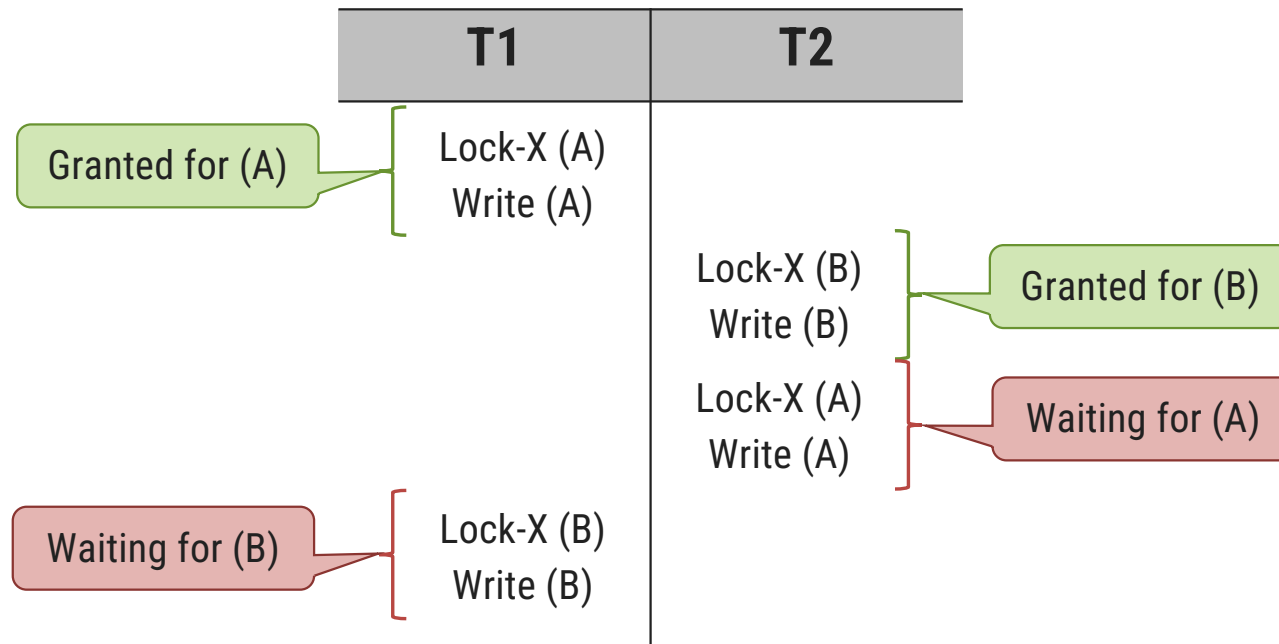 T1
T2
Granted for (A)
Lock-X (A)
Write (A)
Lock-X (B)
Write (B)
Granted for (B)
Lock-X (A)
Write (A)
Waiting for (A)
Waiting for (B)
Lock-X (B)
Write (B)